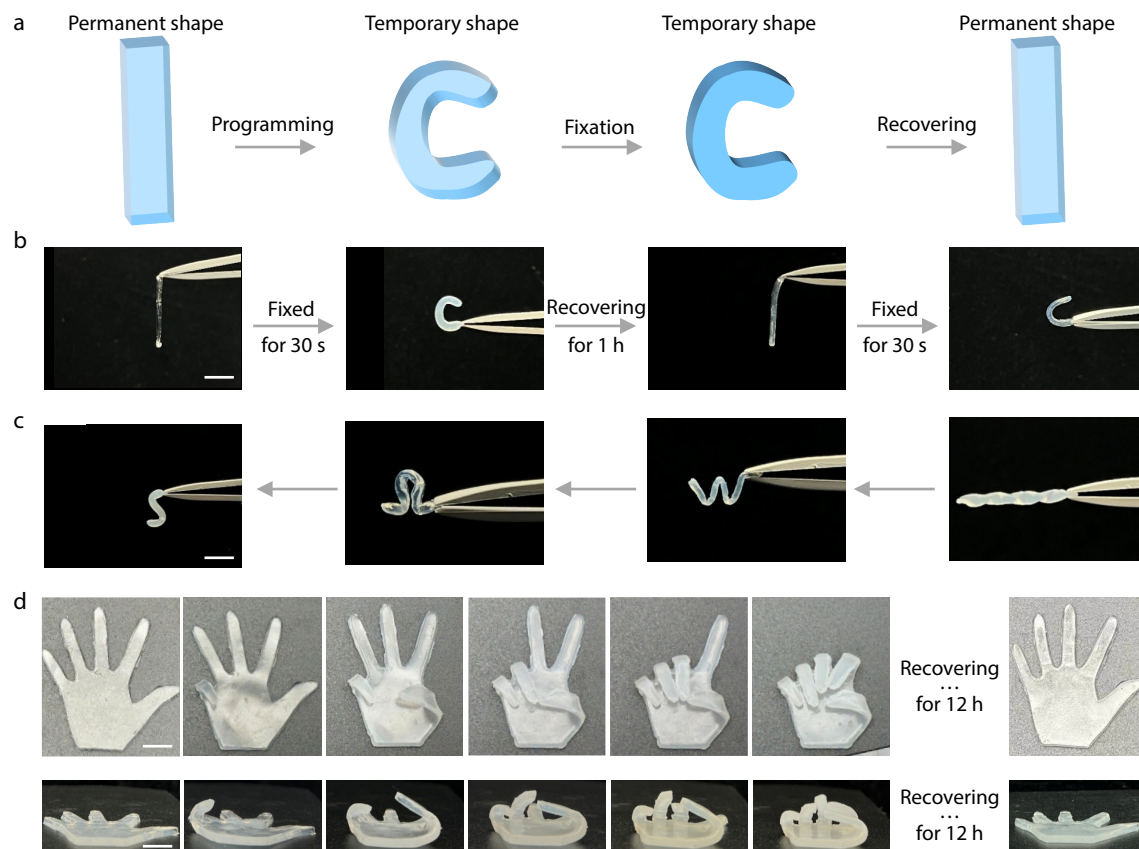 a
Permanent shape
Temporary shape
Temporary shape
Permanent shape
Programming
Fixation
Recovering
b
Fixed
for 30 s
Recovering
for 1 h
Fixed
for 30 s
c
d
Recovering
...
for 12 h
Recovering
...
for 12 h